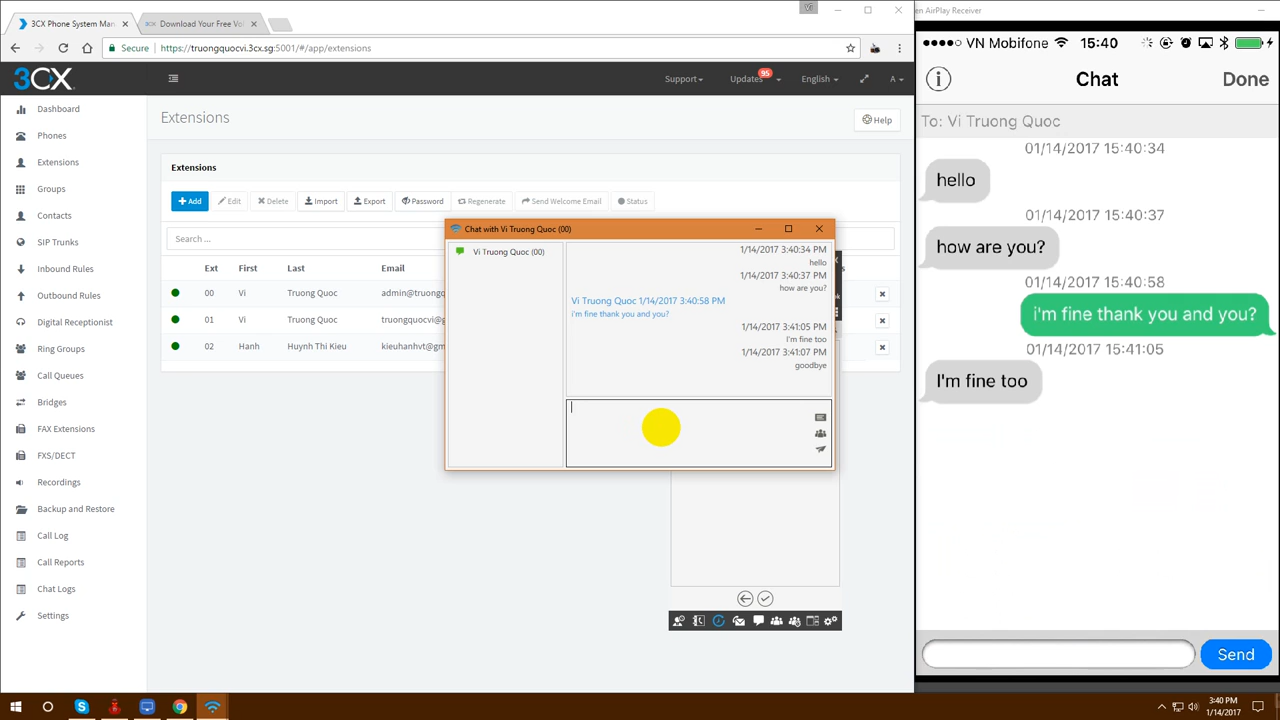 3CX Phone System Man
Download Your Free Vo
Vi
en AirPlay Receiver
Secure
https://truongquocvi.3cx.sg:5001/#/app/extensions
VN Mobifone
15:40
3CX
Support
Updates
95
English
A
Dashboard
Phones
Extensions
Groups
Contacts
SIP Trunks
Inbound Rules
Outbound Rules
Digital Receptionist
Ring Groups
Call Queues
Bridges
FAX Extensions
FXS/DECT
Recordings
Backup and Restore
Call Log
Call Reports
Chat Logs
Settings
Extensions
Help
Extensions
Add Edit Delete Import Export Password Regenerate Send Welcome Email Status
Search ...
Ext First Last Email
00 Vi Truong Quoc admin@truongq
01 Vi Truong Quoc truongquocvi@gm
02 Hanh Huynh Thi Kieu kieuhanhvt@gm
Chat with Vi Truong Quoc (00)
Vi Truong Quoc (00)
1/14/2017 3:40:34 PM
hello
1/14/2017 3:40:37 PM
how are you?
Vi Truong Quoc 1/14/2017 3:40:58 PM
i'm fine thank you and you?
1/14/2017 3:41:05 PM
I'm fine too
1/14/2017 3:41:07 PM
goodbye
Chat
Done
To: Vi Truong Quoc
01/14/2017 15:40:34
hello
01/14/2017 15:40:37
how are you?
01/14/2017 15:40:58
i'm fine thank you and you?
01/14/2017 15:41:05
I'm fine too
Send
3:40 PM
1/14/2017